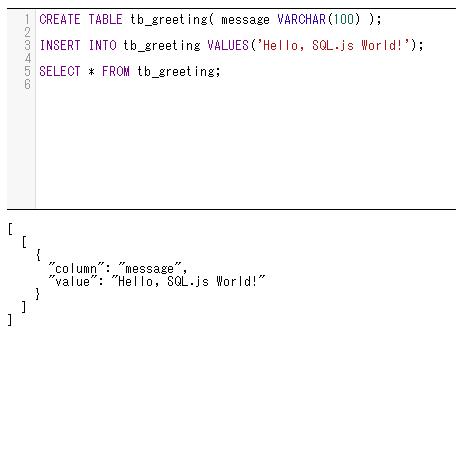 1 CREATE TABLE tb_greeting( message VARCHAR(100) );
2
3 INSERT INTO tb_greeting VALUES('Hello, SQL.js World!');
4
5 SELECT * FROM tb_greeting;
6
[
  [
    {
      "column": "message",
      "value": "Hello, SQL.js World!"
    }
  ]
]